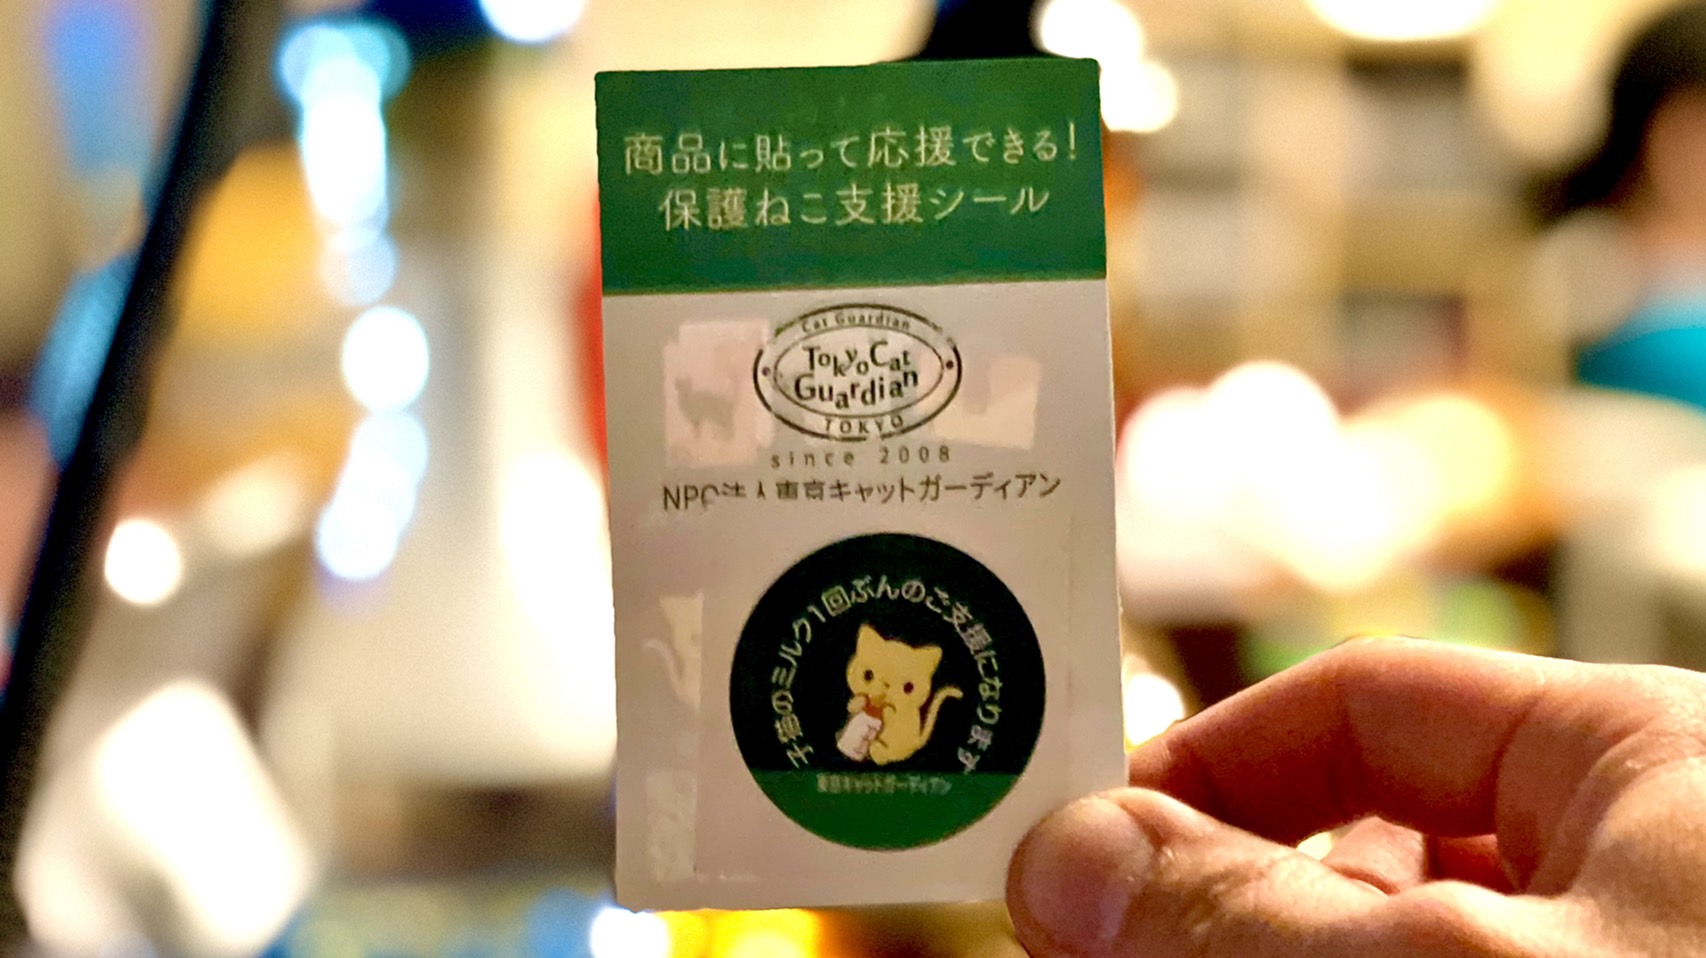 商品に貼って応援できる!
保護ねこ支援シール
Cat Guardian
TokyoCat
Guardian
TOKYO
since 2008
NPO法人東京キャットガーディアン
子猫のミルク1回ぶんのご支援になります
東京キャットガーディアン